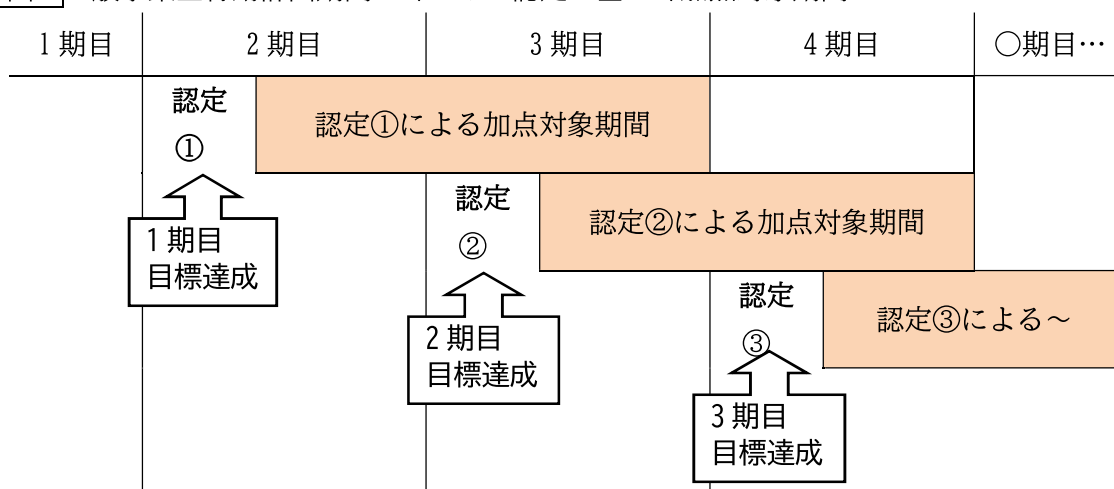 1期目
2期目
3期目
4期目
〇期目…
認定
①
認定①による加点対象期間
1期目
目標達成
認定
②
認定②による加点対象期間
2期目
目標達成
認定
③
認定③による~
3期目
目標達成